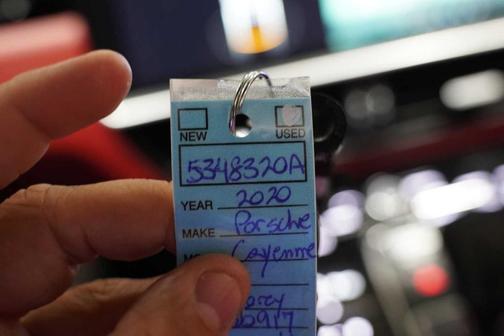 NEW USED
5348320A
YEAR 2020
MAKE Porsche
Cayenne